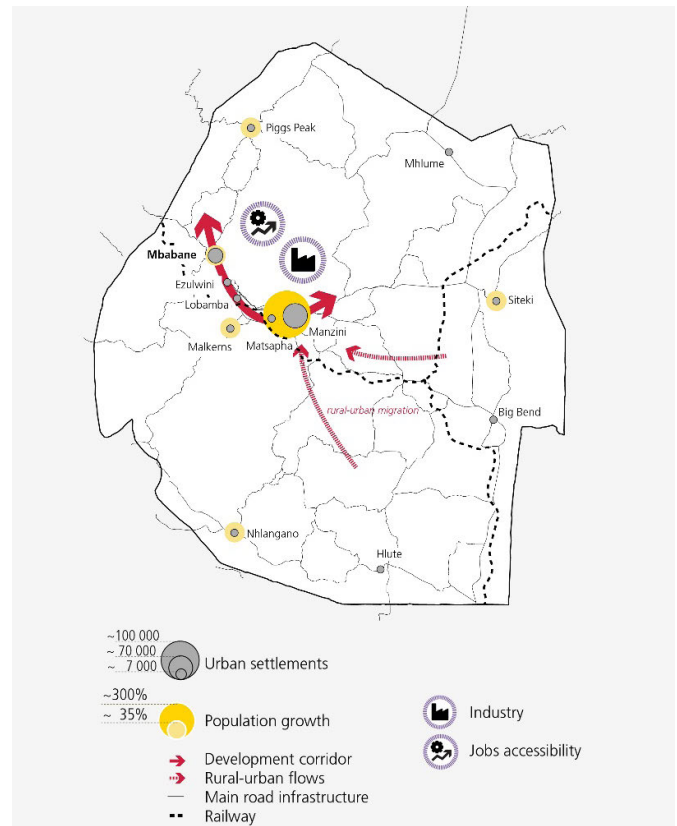 Piggs Peak
Mhlume
Mbabane
Ezulwini
Siteki
Lobamba
Manzini
Malkerns
Matsapha
rural-urban migration
Big Bend
Nhlangano
Hlute
~100 000
~ 70 000
~ 7 000
Urban settlements
~300%
~ 35%
Population growth
Industry
Jobs accessibility
Development corridor
Rural-urban flows
Main road infrastructure
Railway